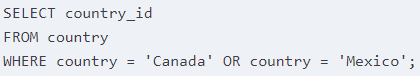 SELECT country_id
FROM country
WHERE country = 'Canada' OR country = 'Mexico';